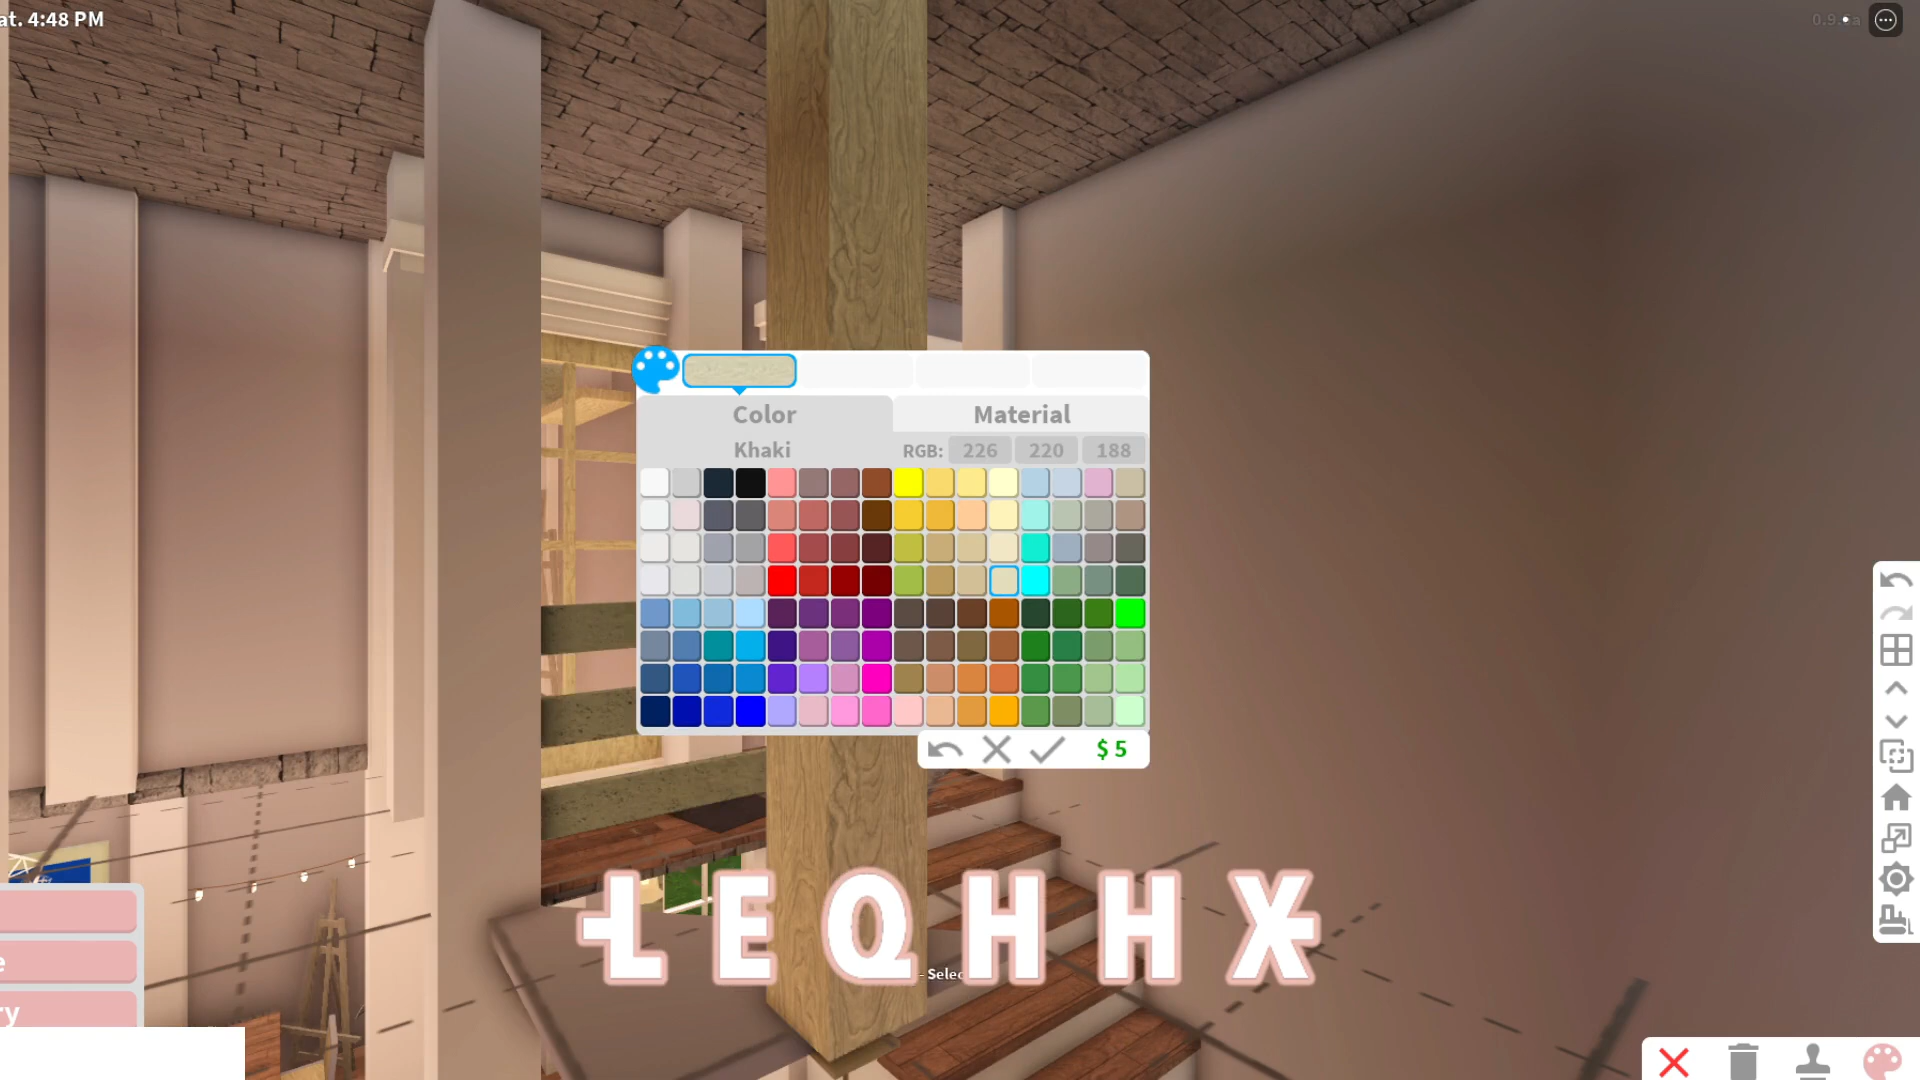 at. 4:48 PM
Color
Material
Khaki
RGB: 226 220 188
$ 5
LEQHHX
- Selec
e
ry